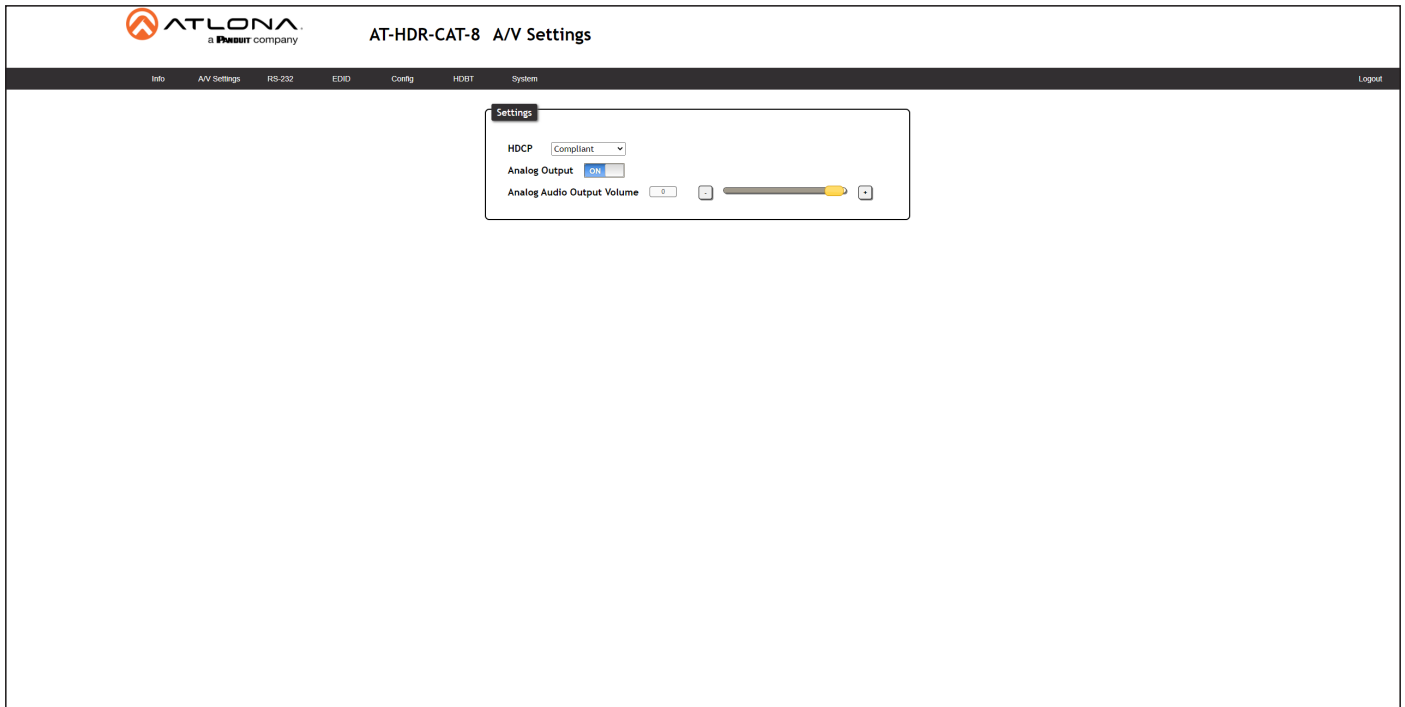 ATLONA.
a PANDUIT company
AT-HDR-CAT-8 A/V Settings
Info A/V Settings RS-232 EDID Config HDBT System Logout
Settings
HDCP Compliant
Analog Output ON
Analog Audio Output Volume 0 - +